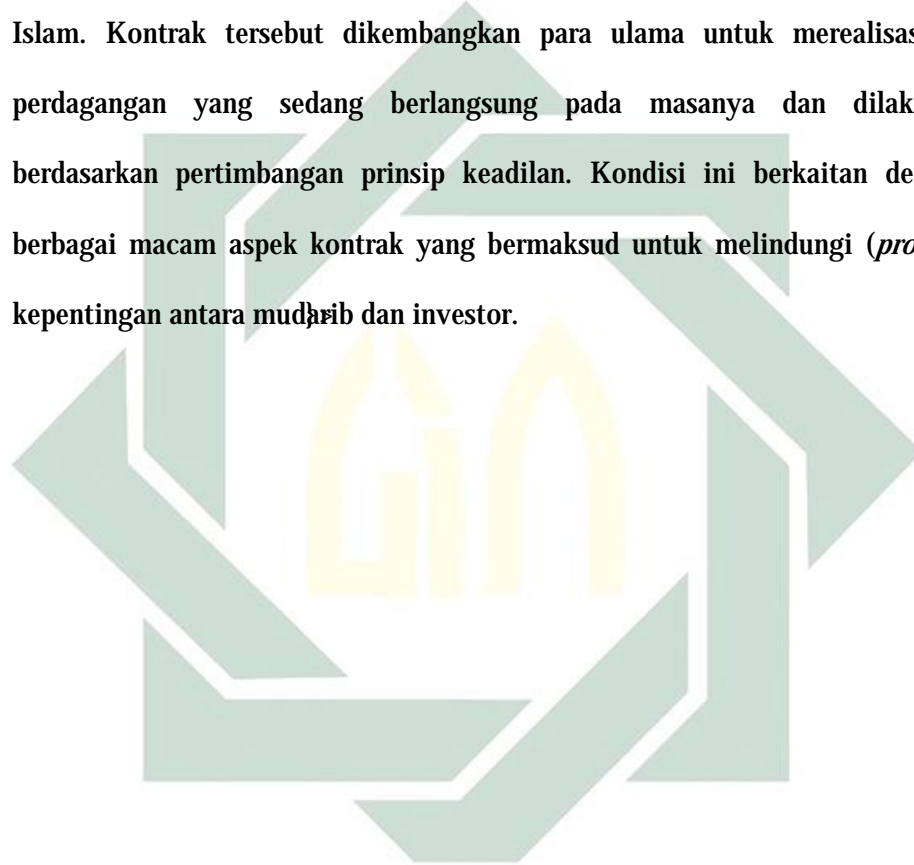 Islam. Kontrak tersebut dikembangkan para ulama untuk merealisas
perdagangan yang sedang berlangsung pada masanya dan dilak
berdasarkan pertimbangan prinsip keadilan. Kondisi ini berkaitan de
berbagai macam aspek kontrak yang bermaksud untuk melindungi (pro
kepentingan antara dan investor.